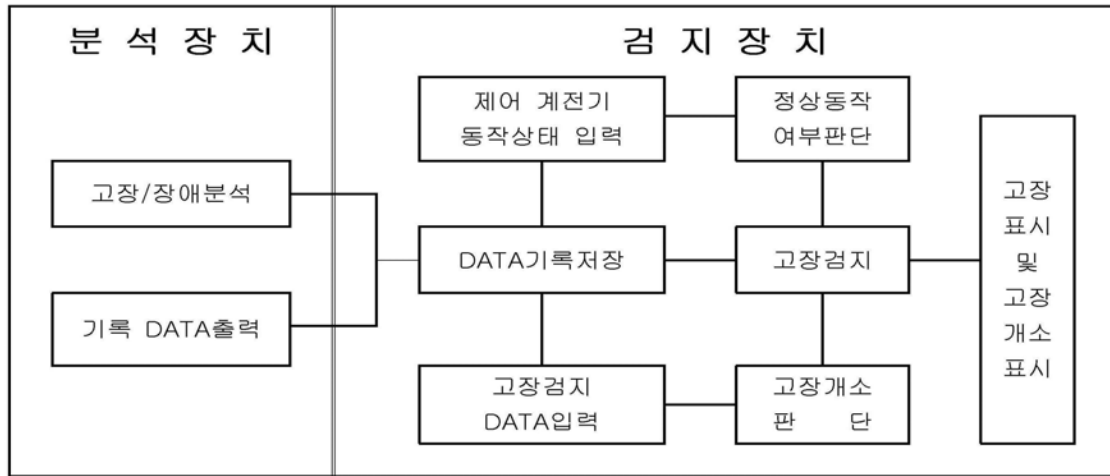 분 석 장 치
검 지 장 치
제어 계전기
동작상태 입력
정상동작
여부판단
고장/장애분석
DATA기록저장
고장검지
기록 DATA출력
고장검지
DATA입력
고장개소
판 단
고장
표시
및
고장
개소
표시